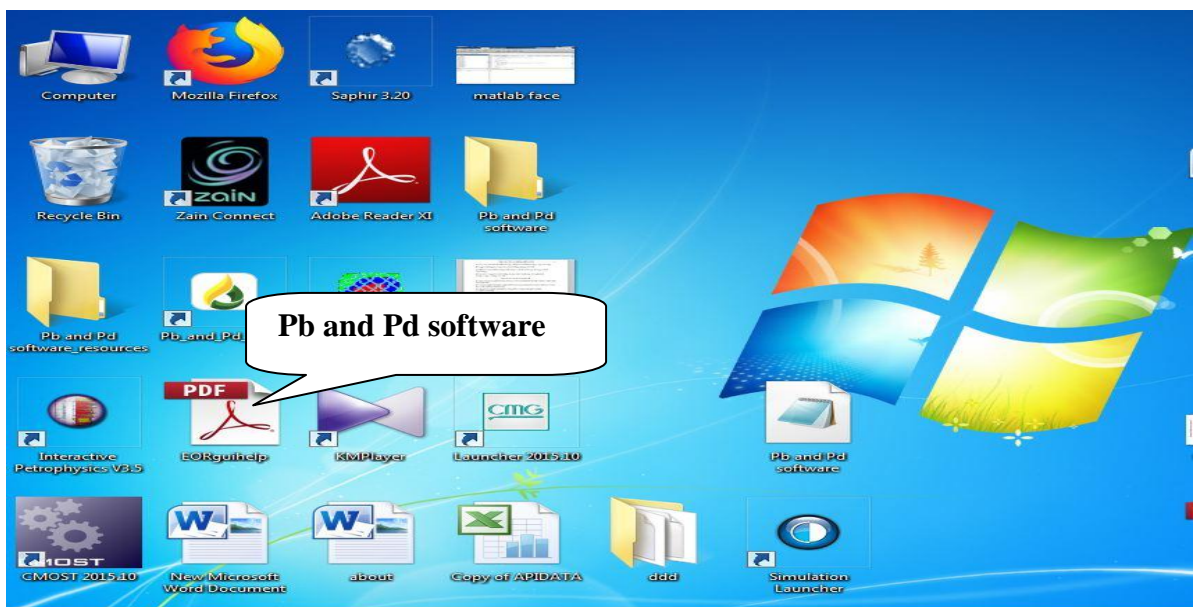 Computer
Mozilla Firefox
Saphir 3.20
matlab face
zain
Recycle Bin
Zain Connect
Adobe Reader XI
Pb and Pd
software
Pb and Pd
software_resources
Pb_and_Pd_
Pb and Pd software
PDF
CMG
Interactive
Petrophysics V3.5
EORguihelp
KMPlayer
Launcher 2015.10
Pb and Pd
software
CMOST 2015.10
New Microsoft
Word Document
about
Copy of APIDATA
ddd
Simulation
Launcher